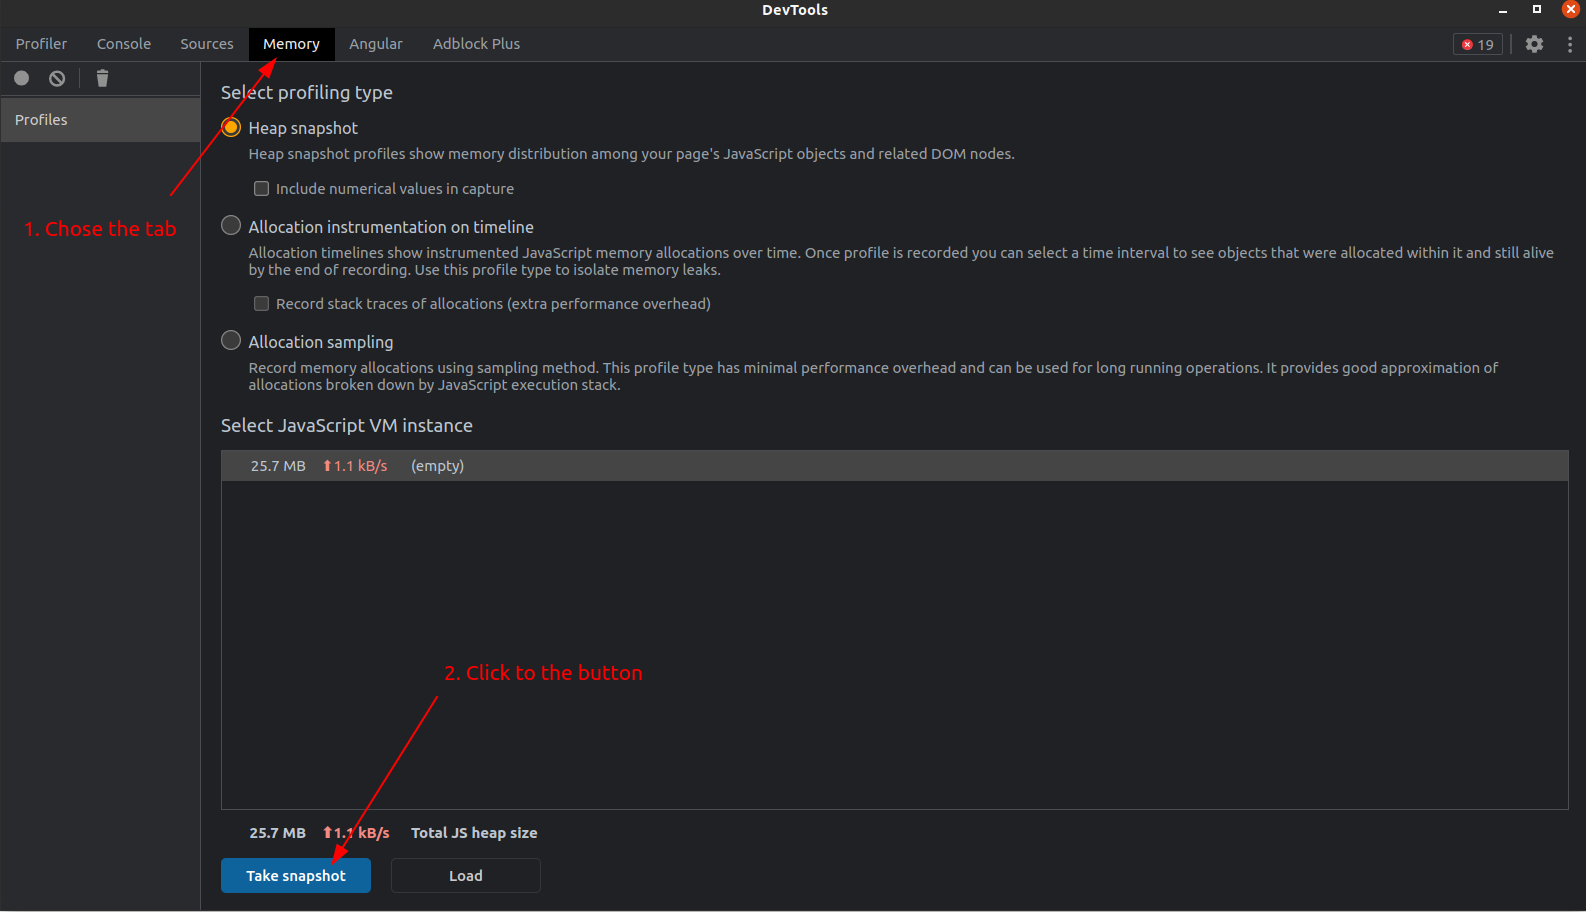 DevTools
Profiler Console Sources Memory Angular Adblock Plus 19
Profiles
Select profiling type
Heap snapshot
Heap snapshot profiles show memory distribution among your page's JavaScript objects and related DOM nodes.
Include numerical values in capture
1. Chose the tab
Allocation instrumentation on timeline
Allocation timelines show instrumented JavaScript memory allocations over time. Once profile is recorded you can select a time interval to see objects that were allocated within it and still alive
by the end of recording. Use this profile type to isolate memory leaks.
Record stack traces of allocations (extra performance overhead)
Allocation sampling
Record memory allocations using sampling method. This profile type has minimal performance overhead and can be used for long running operations. It provides good approximation of
allocations broken down by JavaScript execution stack.
Select JavaScript VM instance
25.7 MB ⬆1.1 kB/s (empty)
2. Click to the button
25.7 MB ⬆1.1 kB/s Total JS heap size
Take snapshot Load